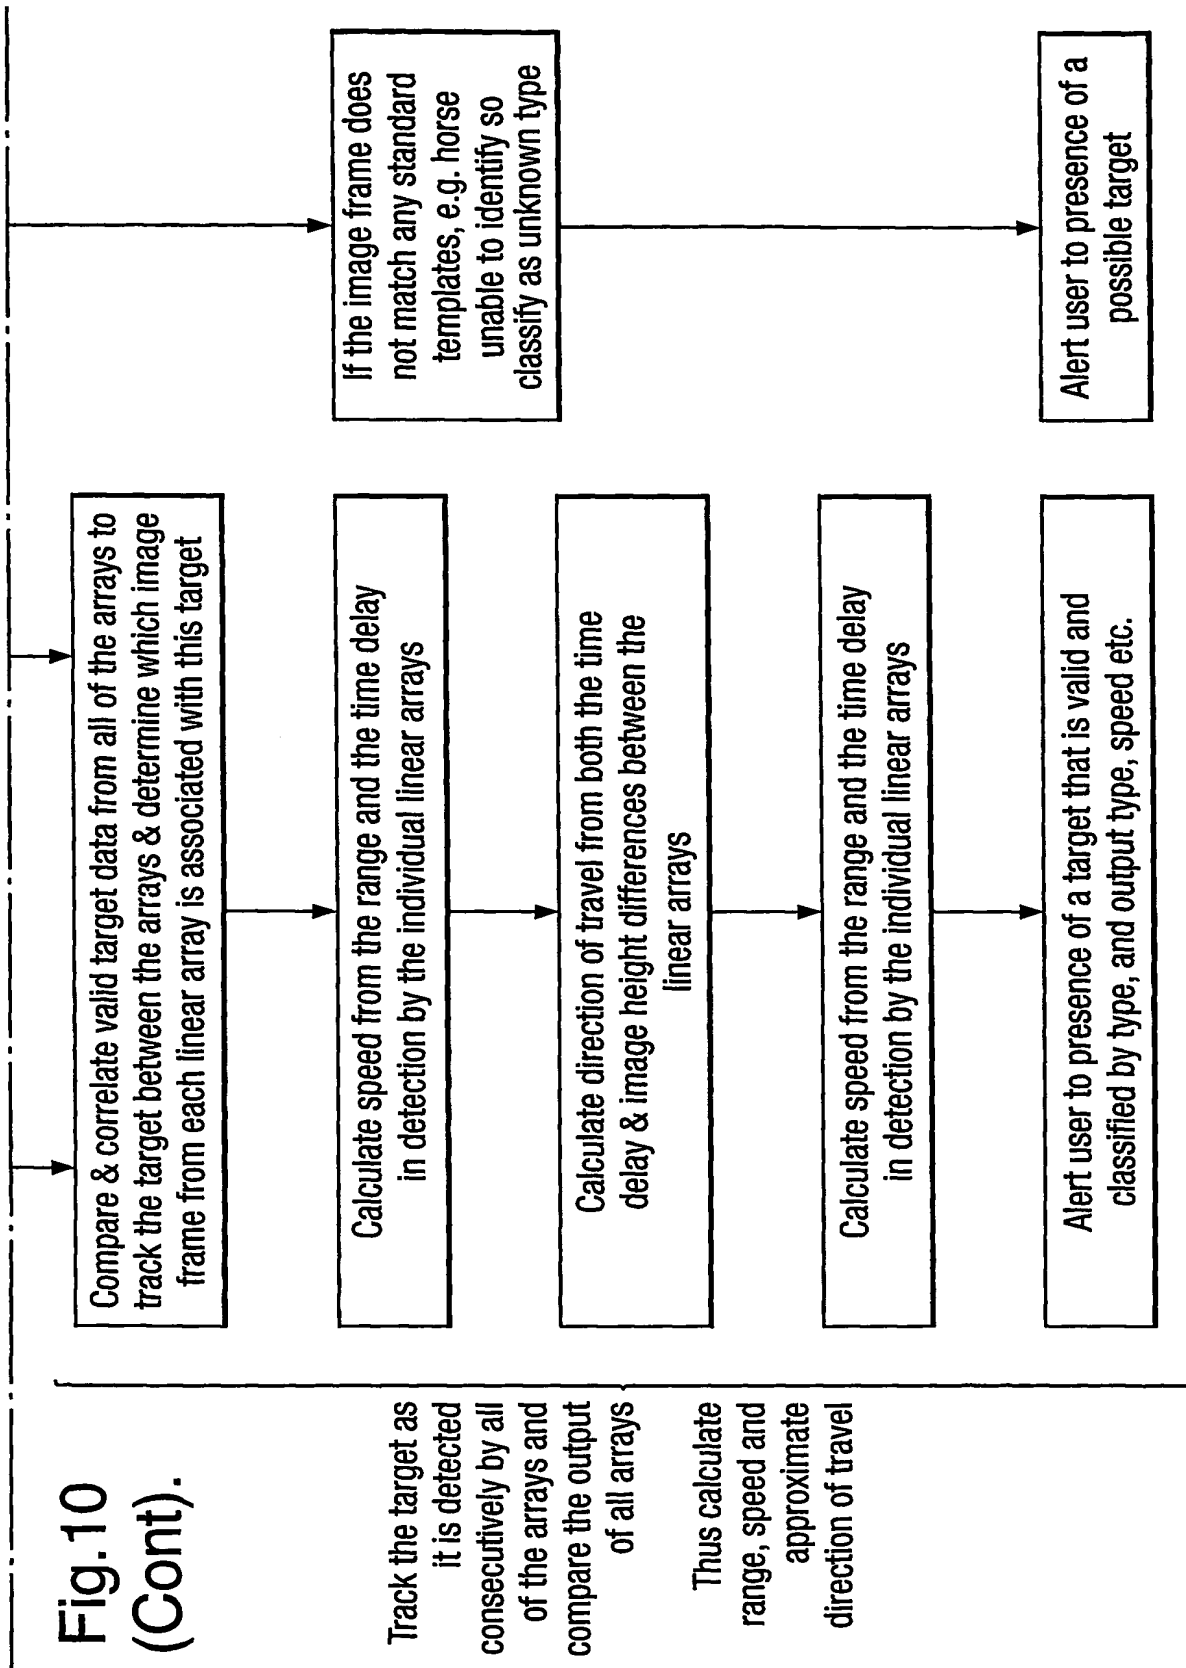 Fig.10
(Cont).
Track the target as
it is detected
consecutively by all
of the arrays and
compare the output
of all arrays
Thus calculate
range, speed and
approximate
direction of travel
Compare & correlate valid target data from all of the arrays to
track the target between the arrays & determine which image
frame from each linear array is associated with this target
Calculate speed from the range and the time delay
in detection by the individual linear arrays
Calculate direction of travel from both the time
delay & image height differences between the
linear arrays
Calculate speed from the range and the time delay
in detection by the individual linear arrays
Alert user to presence of a target that is valid and
classified by type, and output type, speed etc.
If the image frame does
not match any standard
templates, e.g. horse
unable to identify so
classify as unknown type
Alert user to presence of a
possible target